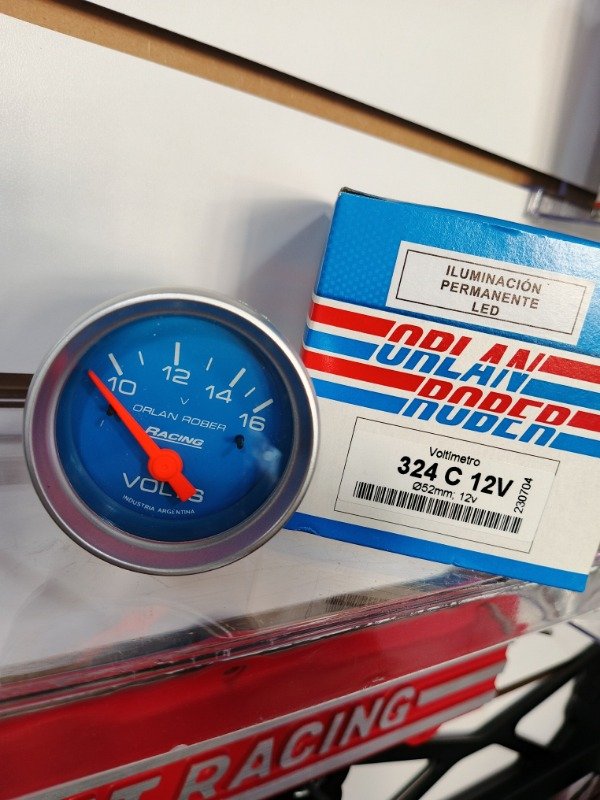 10 12 14 16
V
ORLAN ROBER
RACING
VOLTS
INDUSTRIA ARGENTINA
ILUMINACIÓN
PERMANENTE
LED
ORLAN
ROBER
Voltímetro
324 C 12V
Ø52mm; 12v
230704
RACING